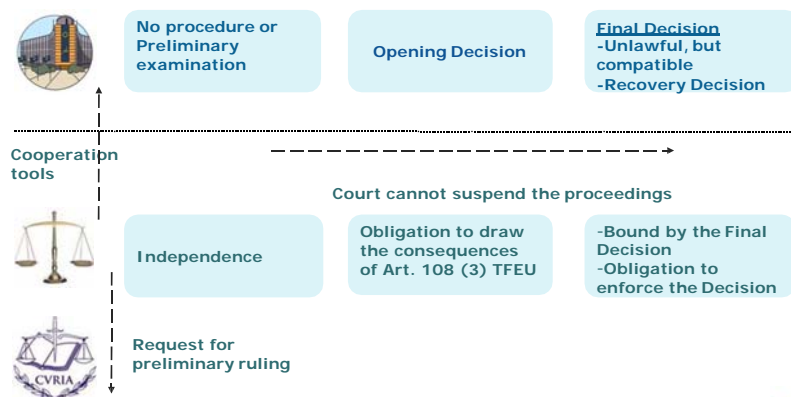 No procedure or
Preliminary
examination
Opening Decision
Final Decision
-Unlawful, but
compatible
-Recovery Decision
Cooperation
tools
Court cannot suspend the proceedings
Independence
Obligation to draw
the consequences
of Art. 108 (3) TFEU
-Bound by the Final
Decision
-Obligation to
enforce the Decision
Request for
preliminary ruling
CVRIA